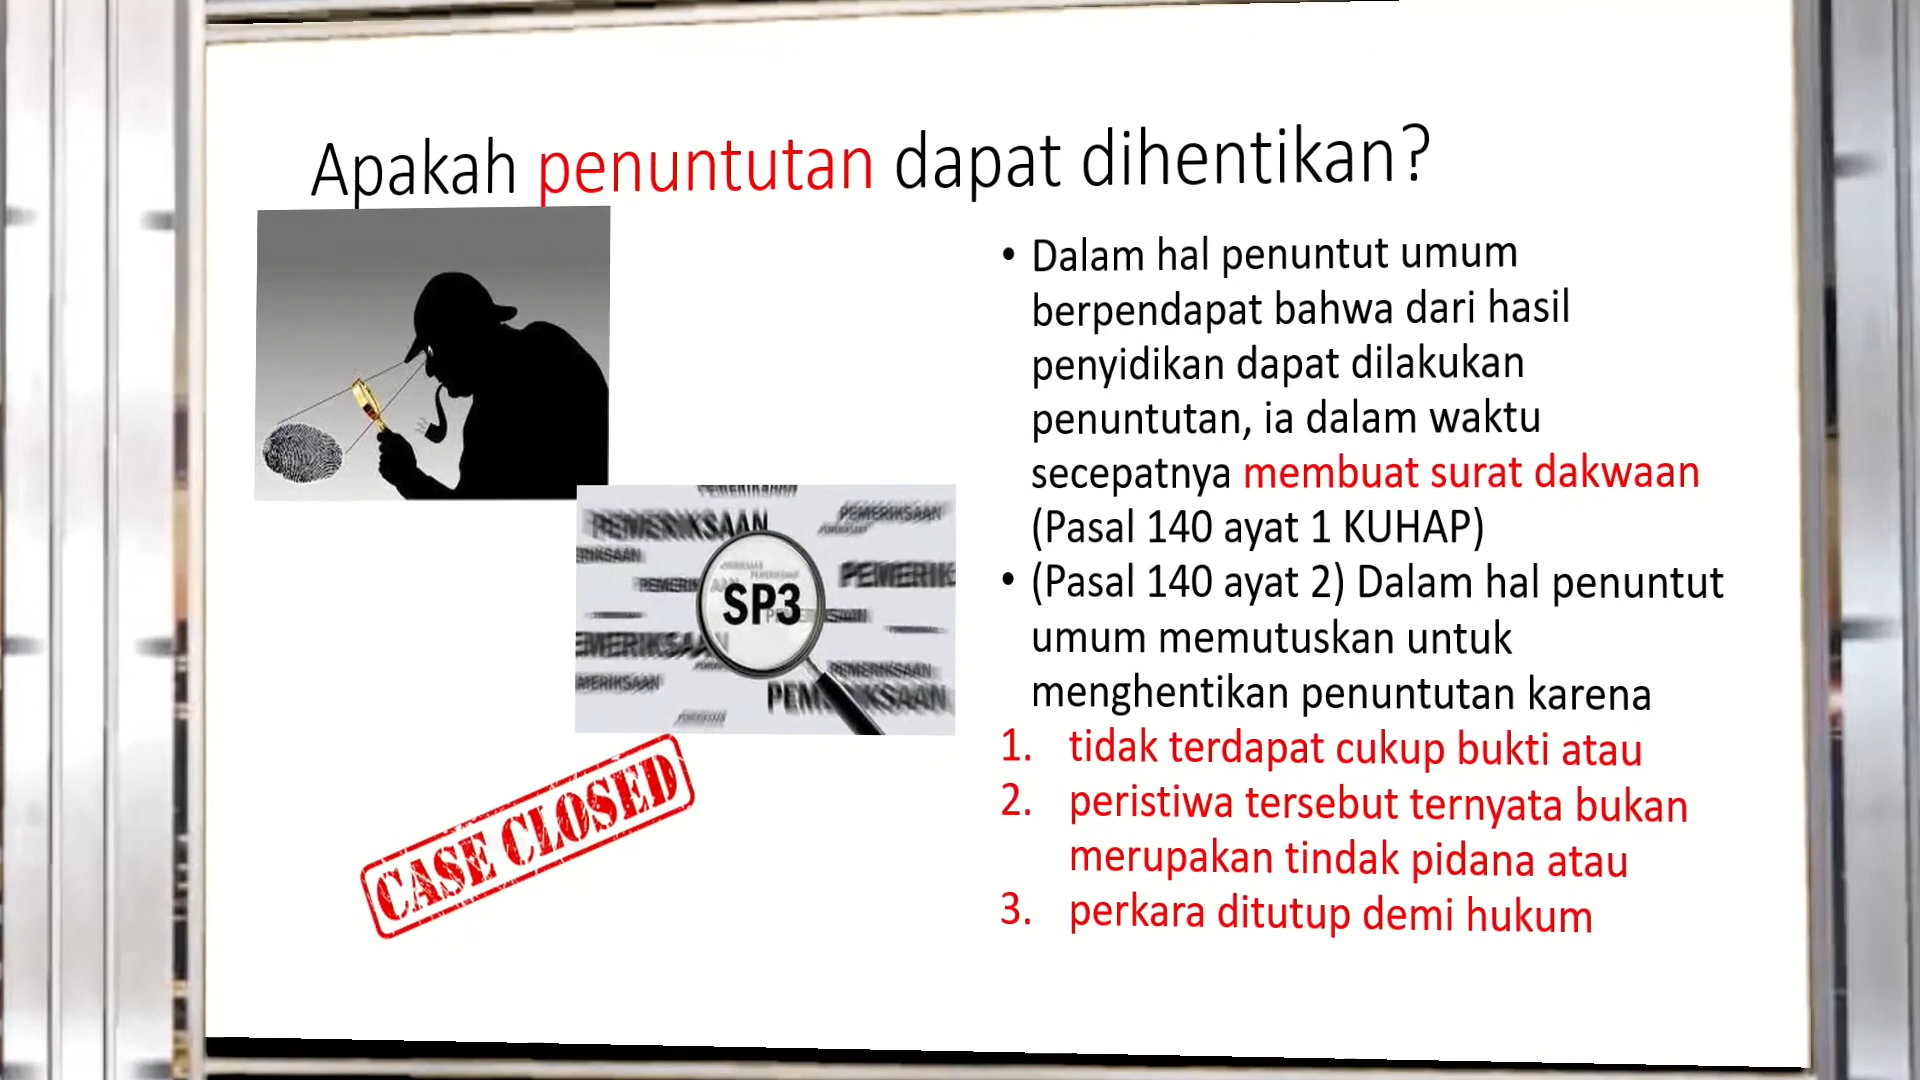 Apakah penuntutan dapat dihentikan?
• Dalam hal penuntut umum
berpendapat bahwa dari hasil
penyidikan dapat dilakukan
penuntutan, ia dalam waktu
secepatnya membuat surat dakwaan
(Pasal 140 ayat 1 KUHAP)
• (Pasal 140 ayat 2) Dalam hal penuntut
umum memutuskan untuk
menghentikan penuntutan karena
1. tidak terdapat cukup bukti atau
2. peristiwa tersebut ternyata bukan
merupakan tindak pidana atau
3. perkara ditutup demi hukum
PEMERIKSAAN
PEMERIKSAAN
SP3
CASE CLOSED